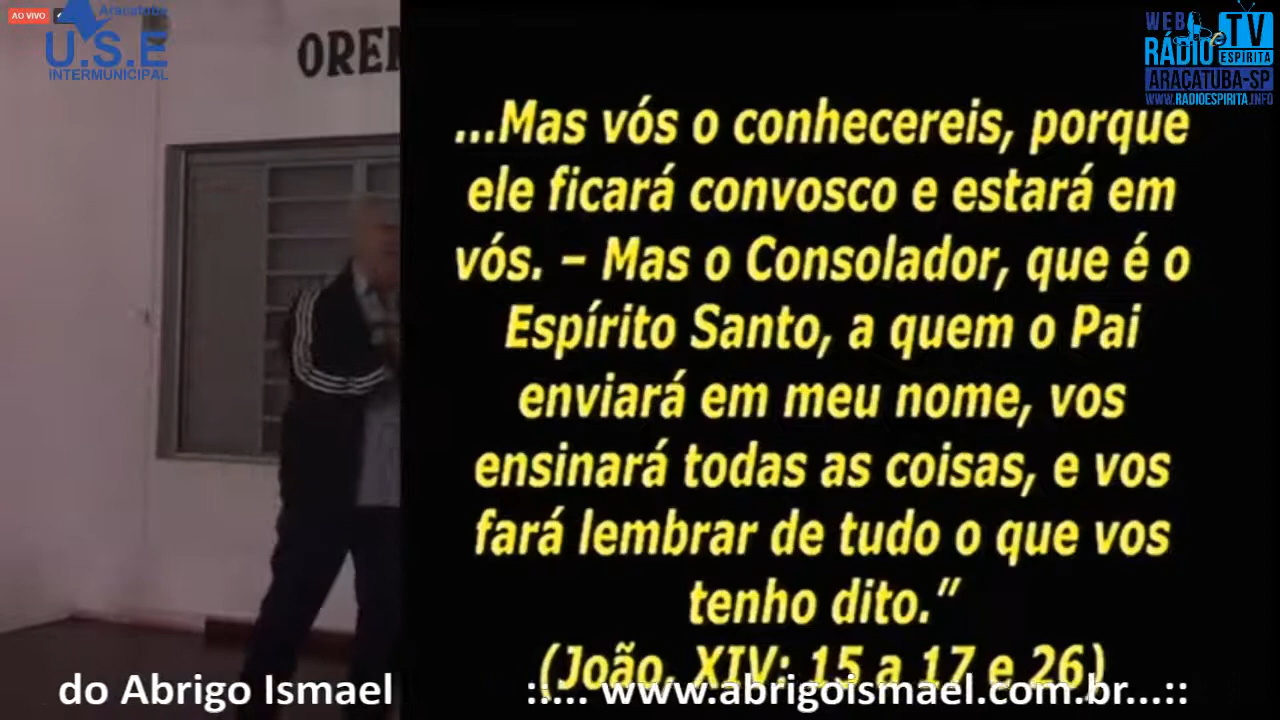 AO VIVO
Araçatuba
U.S.E
INTERMUNICIPAL
WEB
RÁDIO e TV
ESPÍRITA
ARAÇATUBA-SP
WWW.RADIOESPIRITA.INFO
...Mas vós o conhecereis, porque
ele ficará convosco e estará em
vós. – Mas o Consolador, que é o
Espírito Santo, a quem o Pai
enviará em meu nome, vos
ensinará todas as coisas, e vos
fará lembrar de tudo o que vos
tenho dito.”
(João, XIV: 15 a 17 e 26)
do Abrigo Ismael ::... www.abrigoismael.com.br...::